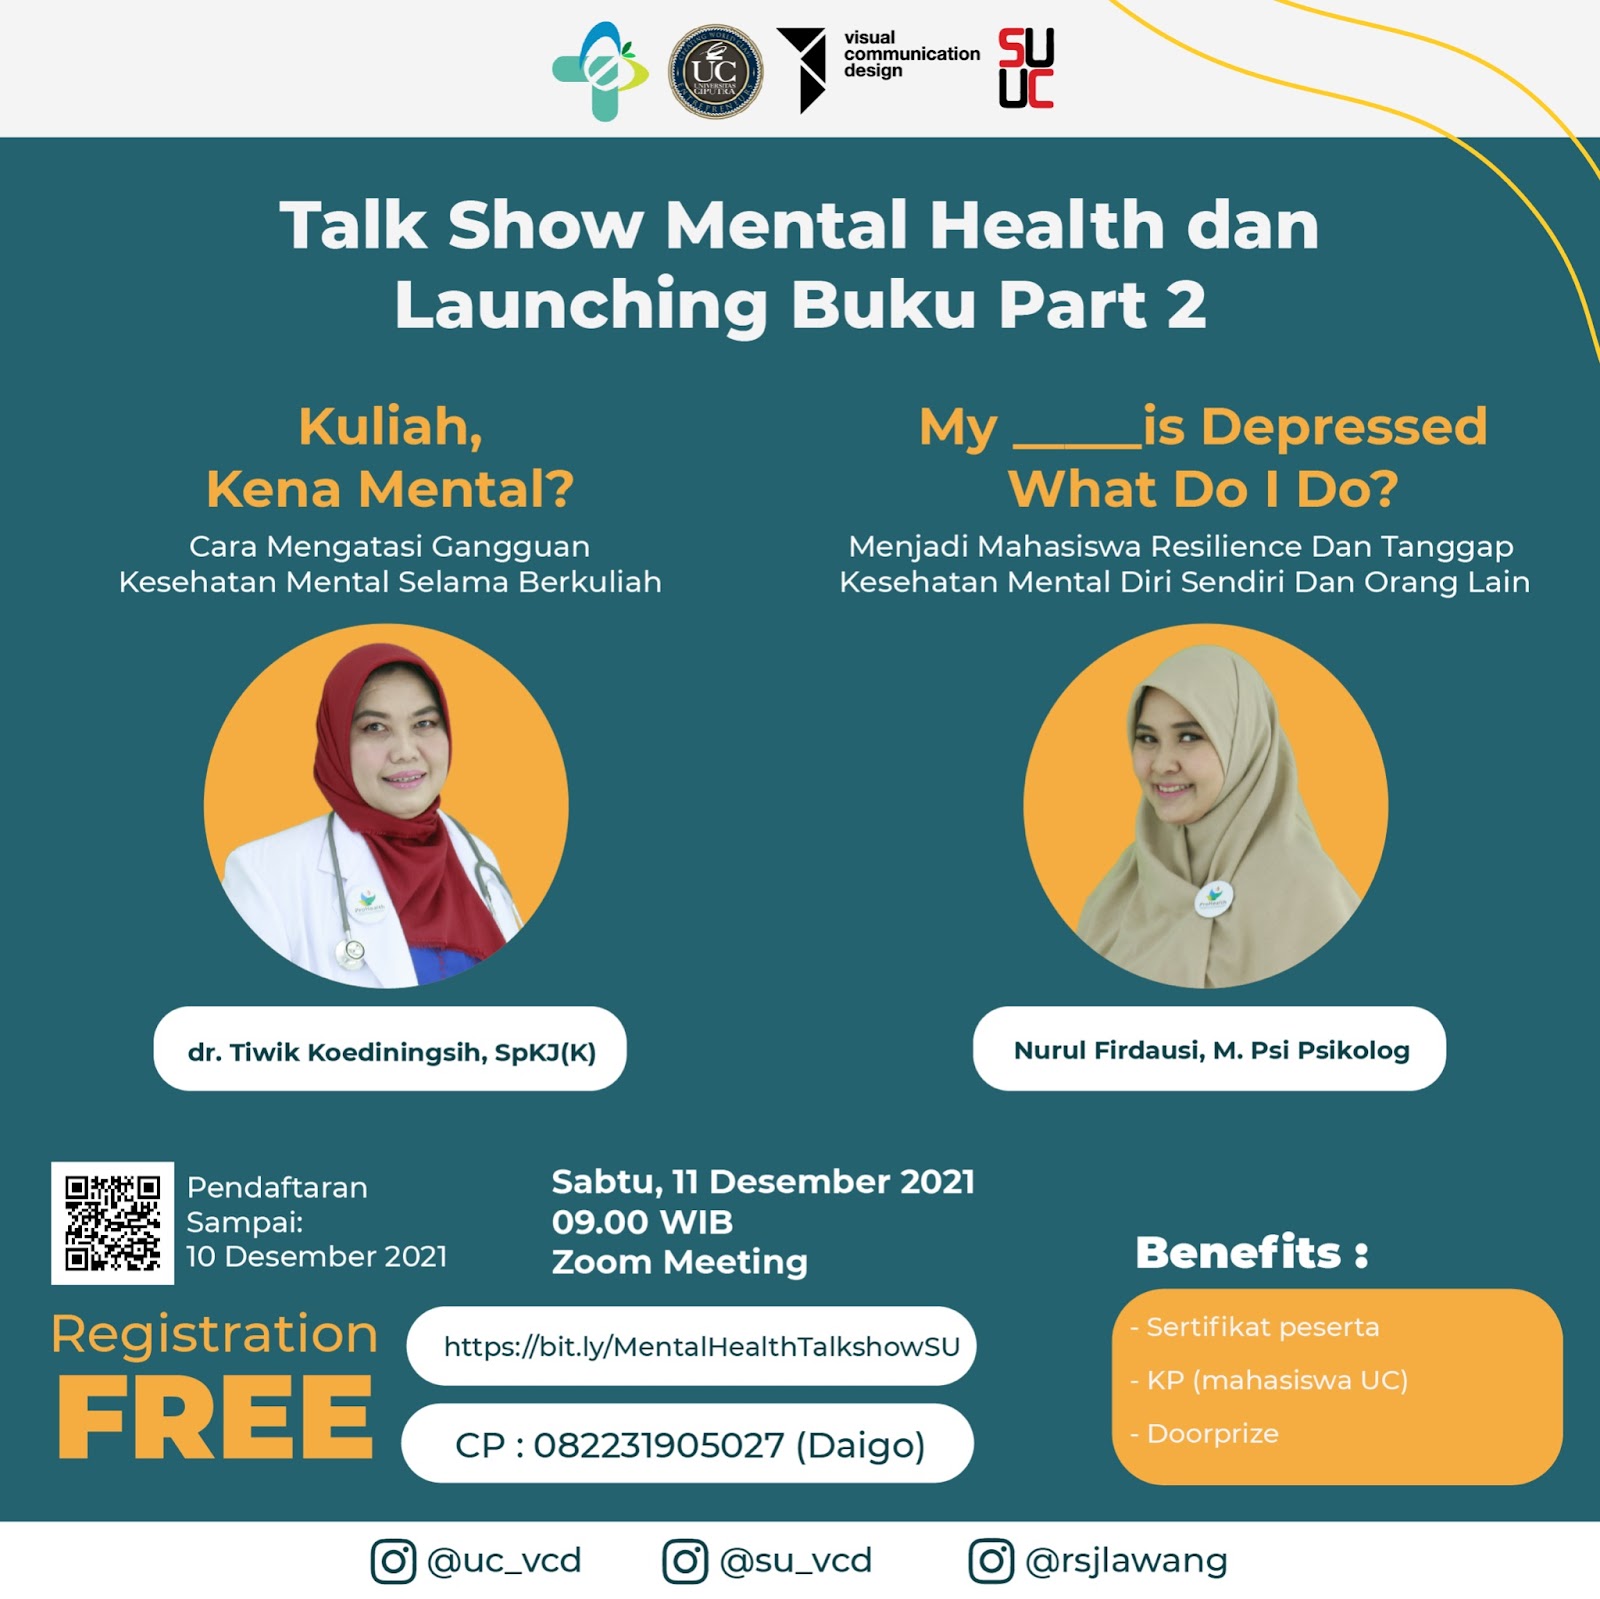 visual
communication
design
SU
UC
UC
UNIVERSITAS
CIPUTRA
Talk Show Mental Health dan
Launching Buku Part 2
Kuliah,
Kena Mental?
Cara Mengatasi Gangguan
Kesehatan Mental Selama Berkuliah
My _____is Depressed
What Do I Do?
Menjadi Mahasiswa Resilience Dan Tanggap
Kesehatan Mental Diri Sendiri Dan Orang Lain
dr. Tiwik Koediningsih, SpKJ(K)
Nurul Firdausi, M. Psi Psikolog
Pendaftaran
Sampai:
10 Desember 2021
Sabtu, 11 Desember 2021
09.00 WIB
Zoom Meeting
Registration
FREE
https://bit.ly/MentalHealthTalkshowSU
CP : 082231905027 (Daigo)
Benefits :
- Sertifikat peserta
- KP (mahasiswa UC)
- Doorprize
@uc_vcd
@su_vcd
@rsjlawang